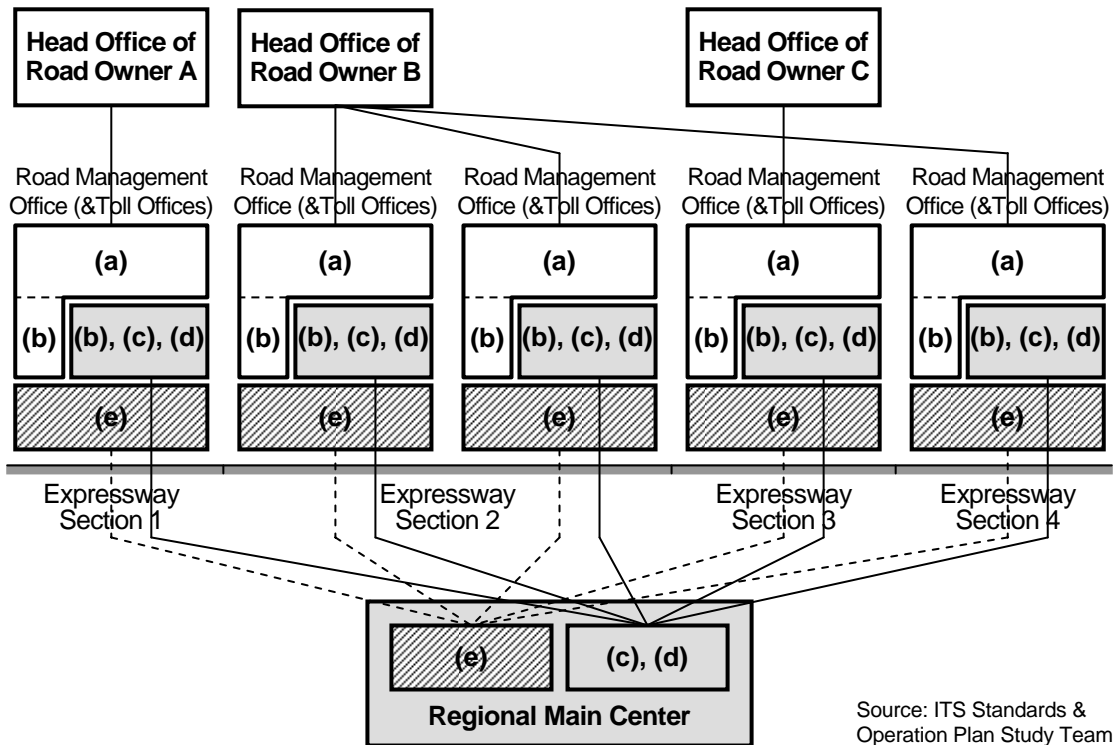 Head Office of
Road Owner A
Head Office of
Road Owner B
Head Office of
Road Owner C
Road Management
Office (&Toll Offices)
Road Management
Office (&Toll Offices)
Road Management
Office (&Toll Offices)
Road Management
Office (&Toll Offices)
Road Management
Office (&Toll Offices)
(a)
(a)
(a)
(a)
(a)
(b)
(b), (c), (d)
(b)
(b), (c), (d)
(b)
(b), (c), (d)
(b)
(b), (c), (d)
(b)
(b), (c), (d)
(e)
(e)
(e)
(e)
(e)
Expressway
Section 1
Expressway
Section 2
Expressway
Section 3
Expressway
Section 4
(e)
(c), (d)
Regional Main Center
Source: ITS Standards &
Operation Plan Study Team